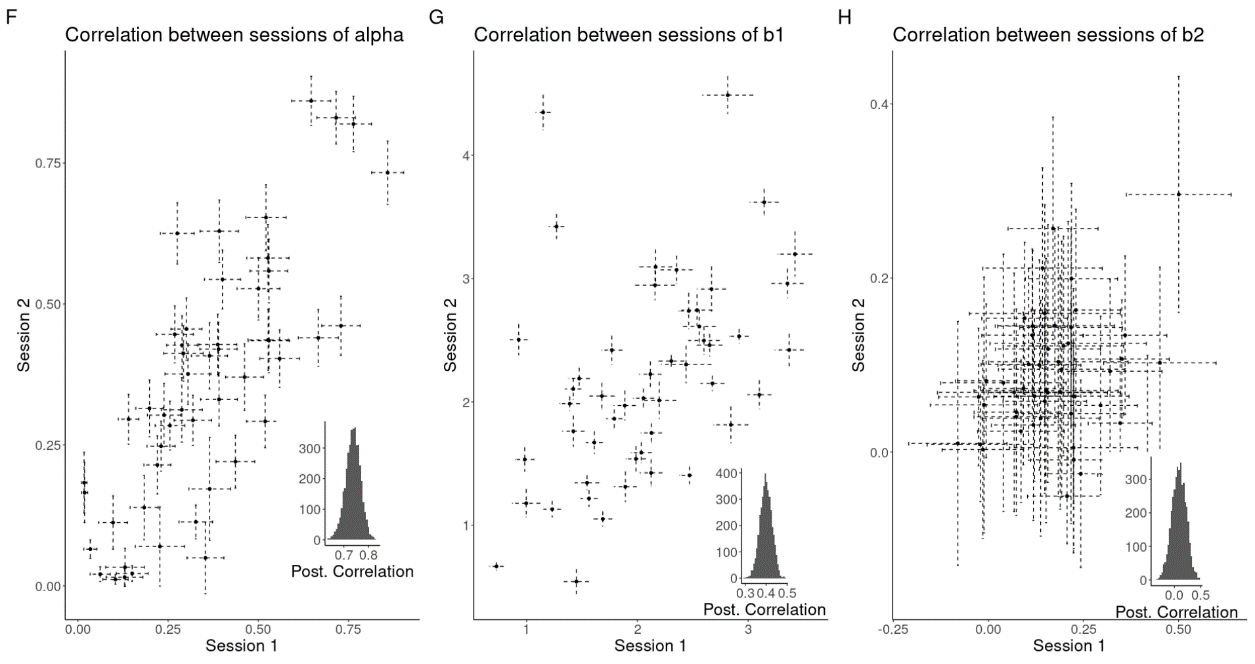 F
Correlation between sessions of alpha
Session 2
0.75
0.50
0.25
0.00
0.00 0.25 0.50 0.75
Session 1
300
200
100
0
0.7 0.8
Post. Correlation
G
Correlation between sessions of b1
Session 2
4
3
2
1
1 2 3
Session 1
400
300
200
100
0
0.3 0.4 0.5
Post. Correlation
H
Correlation between sessions of b2
Session 2
0.4
0.2
0.0
-0.25 0.00 0.25 0.50
Session 1
300
200
100
0
0.0 0.5
Post. Correlation